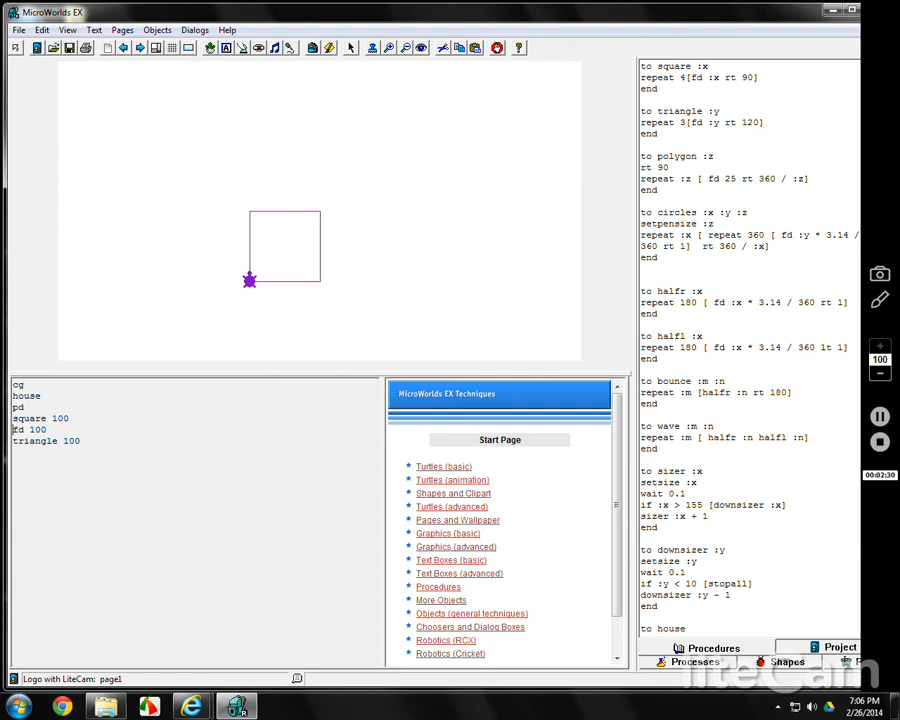 MicroWorlds EX
File Edit View Text Pages Objects Dialogs Help
to square :x
repeat 4[fd :x rt 90]
end
to triangle :y
repeat 3[fd :y rt 120]
end
to polygon :z
rt 90
repeat :z [ fd 25 rt 360 / :z]
end
to circles :x :y :z
setpensize :z
repeat :x [ repeat 360 [ fd :y * 3.14 /
360 rt 1]  rt 360 / :x]
end
to halfr :x
repeat 180 [ fd :x * 3.14 / 360 rt 1]
end
to halfl :x
repeat 180 [ fd :x * 3.14 / 360 lt 1]
end
to bounce :m :n
repeat :m [halfr :n rt 180]
end
to wave :m :n
repeat :m [ halfr :n halfl :n]
end
to sizer :x
setsize :x
wait 0.1
if :x > 155 [downsizer :x]
sizer :x + 1
end
to downsizer :y
setsize :y
wait 0.1
if :y < 10 [stopall]
downsizer :y - 1
end
to house
cg
house
pd
square 100
fd 100
triangle 100
MicroWorlds EX Techniques
Start Page
Turtles (basic)
Turtles (animation)
Shapes and Clipart
Turtles (advanced)
Pages and Wallpaper
Graphics (basic)
Graphics (advanced)
Text Boxes (basic)
Text Boxes (advanced)
Procedures
More Objects
Objects (general techniques)
Choosers and Dialog Boxes
Robotics (RCX)
Robotics (Cricket)
Procedures Project
Processes Shapes
100
00:02:30
liteCam
Logo with LiteCam: page1
7:06 PM
2/26/2014